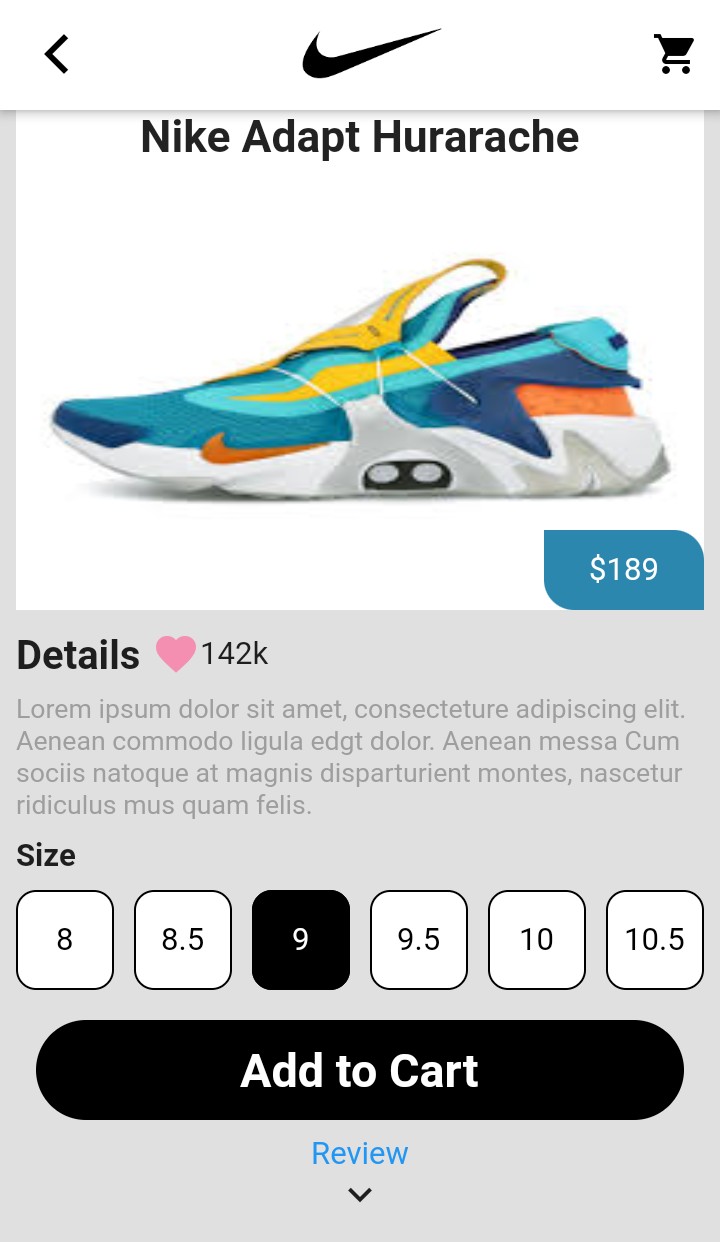 Nike Adapt Hurarache
$189
Details 142k
Lorem ipsum dolor sit amet, consecteture adipiscing elit.
Aenean commodo ligula edgt dolor. Aenean messa Cum
sociis natoque at magnis disparturient montes, nascetur
ridiculus mus quam felis.
Size
8 8.5 9 9.5 10 10.5
Add to Cart
Review